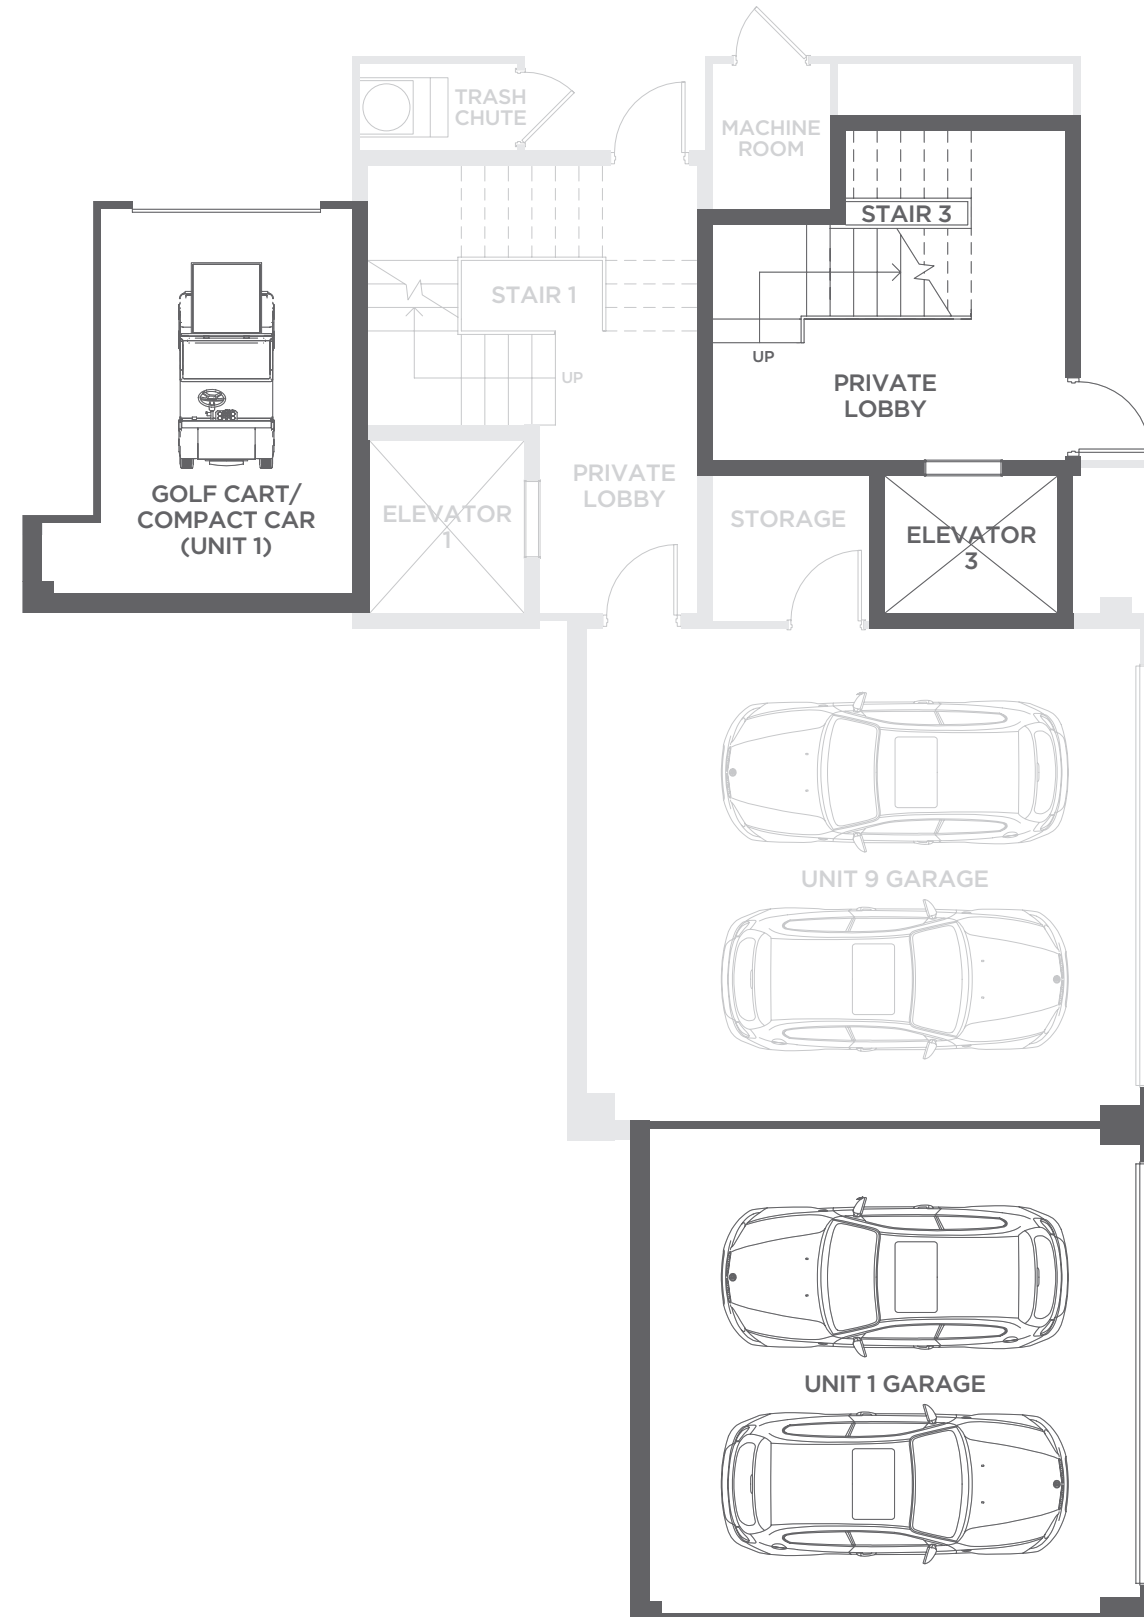 TRASH
CHUTE
MACHINE
ROOM
STAIR 3
STAIR 1
UP
UP
PRIVATE
LOBBY
GOLF CART/
COMPACT CAR
(UNIT 1)
ELEVATOR
1
PRIVATE
LOBBY
STORAGE
ELEVATOR
3
UNIT 9 GARAGE
UNIT 1 GARAGE